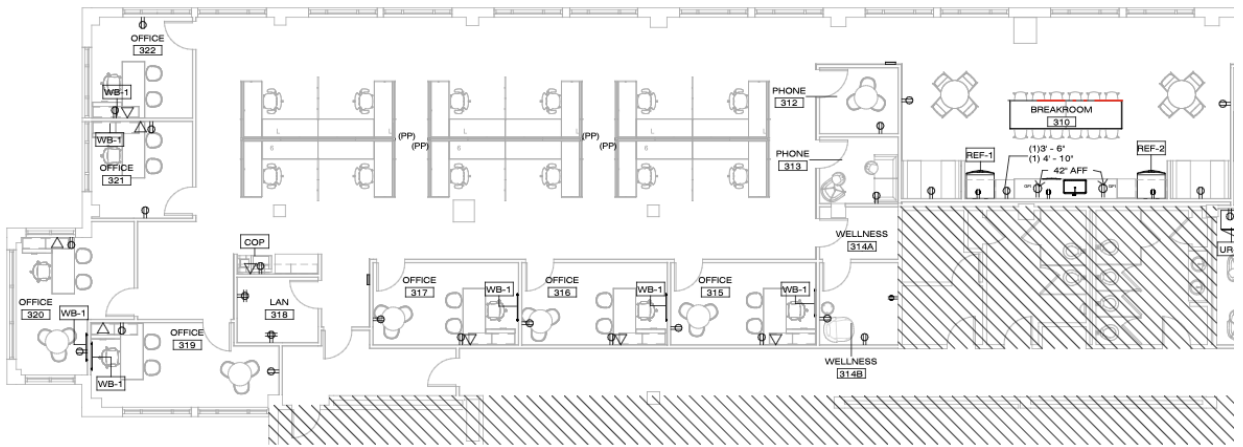 OFFICE
322
WB-1
WB-1
OFFICE
321
OFFICE
320
WB-1
OFFICE
319
WB-1
COP
LAN
318
(PP)
(PP)
(PP)
(PP)
OFFICE
317
WB-1
OFFICE
316
WB-1
OFFICE
315
WB-1
PHONE
312
PHONE
313
WELLNESS
314A
WELLNESS
314B
BREAKROOM
310
REF-1
(1)3' - 6"
(1) 4' - 10"
42" AFF
REF-2
GFI
GFI
UR